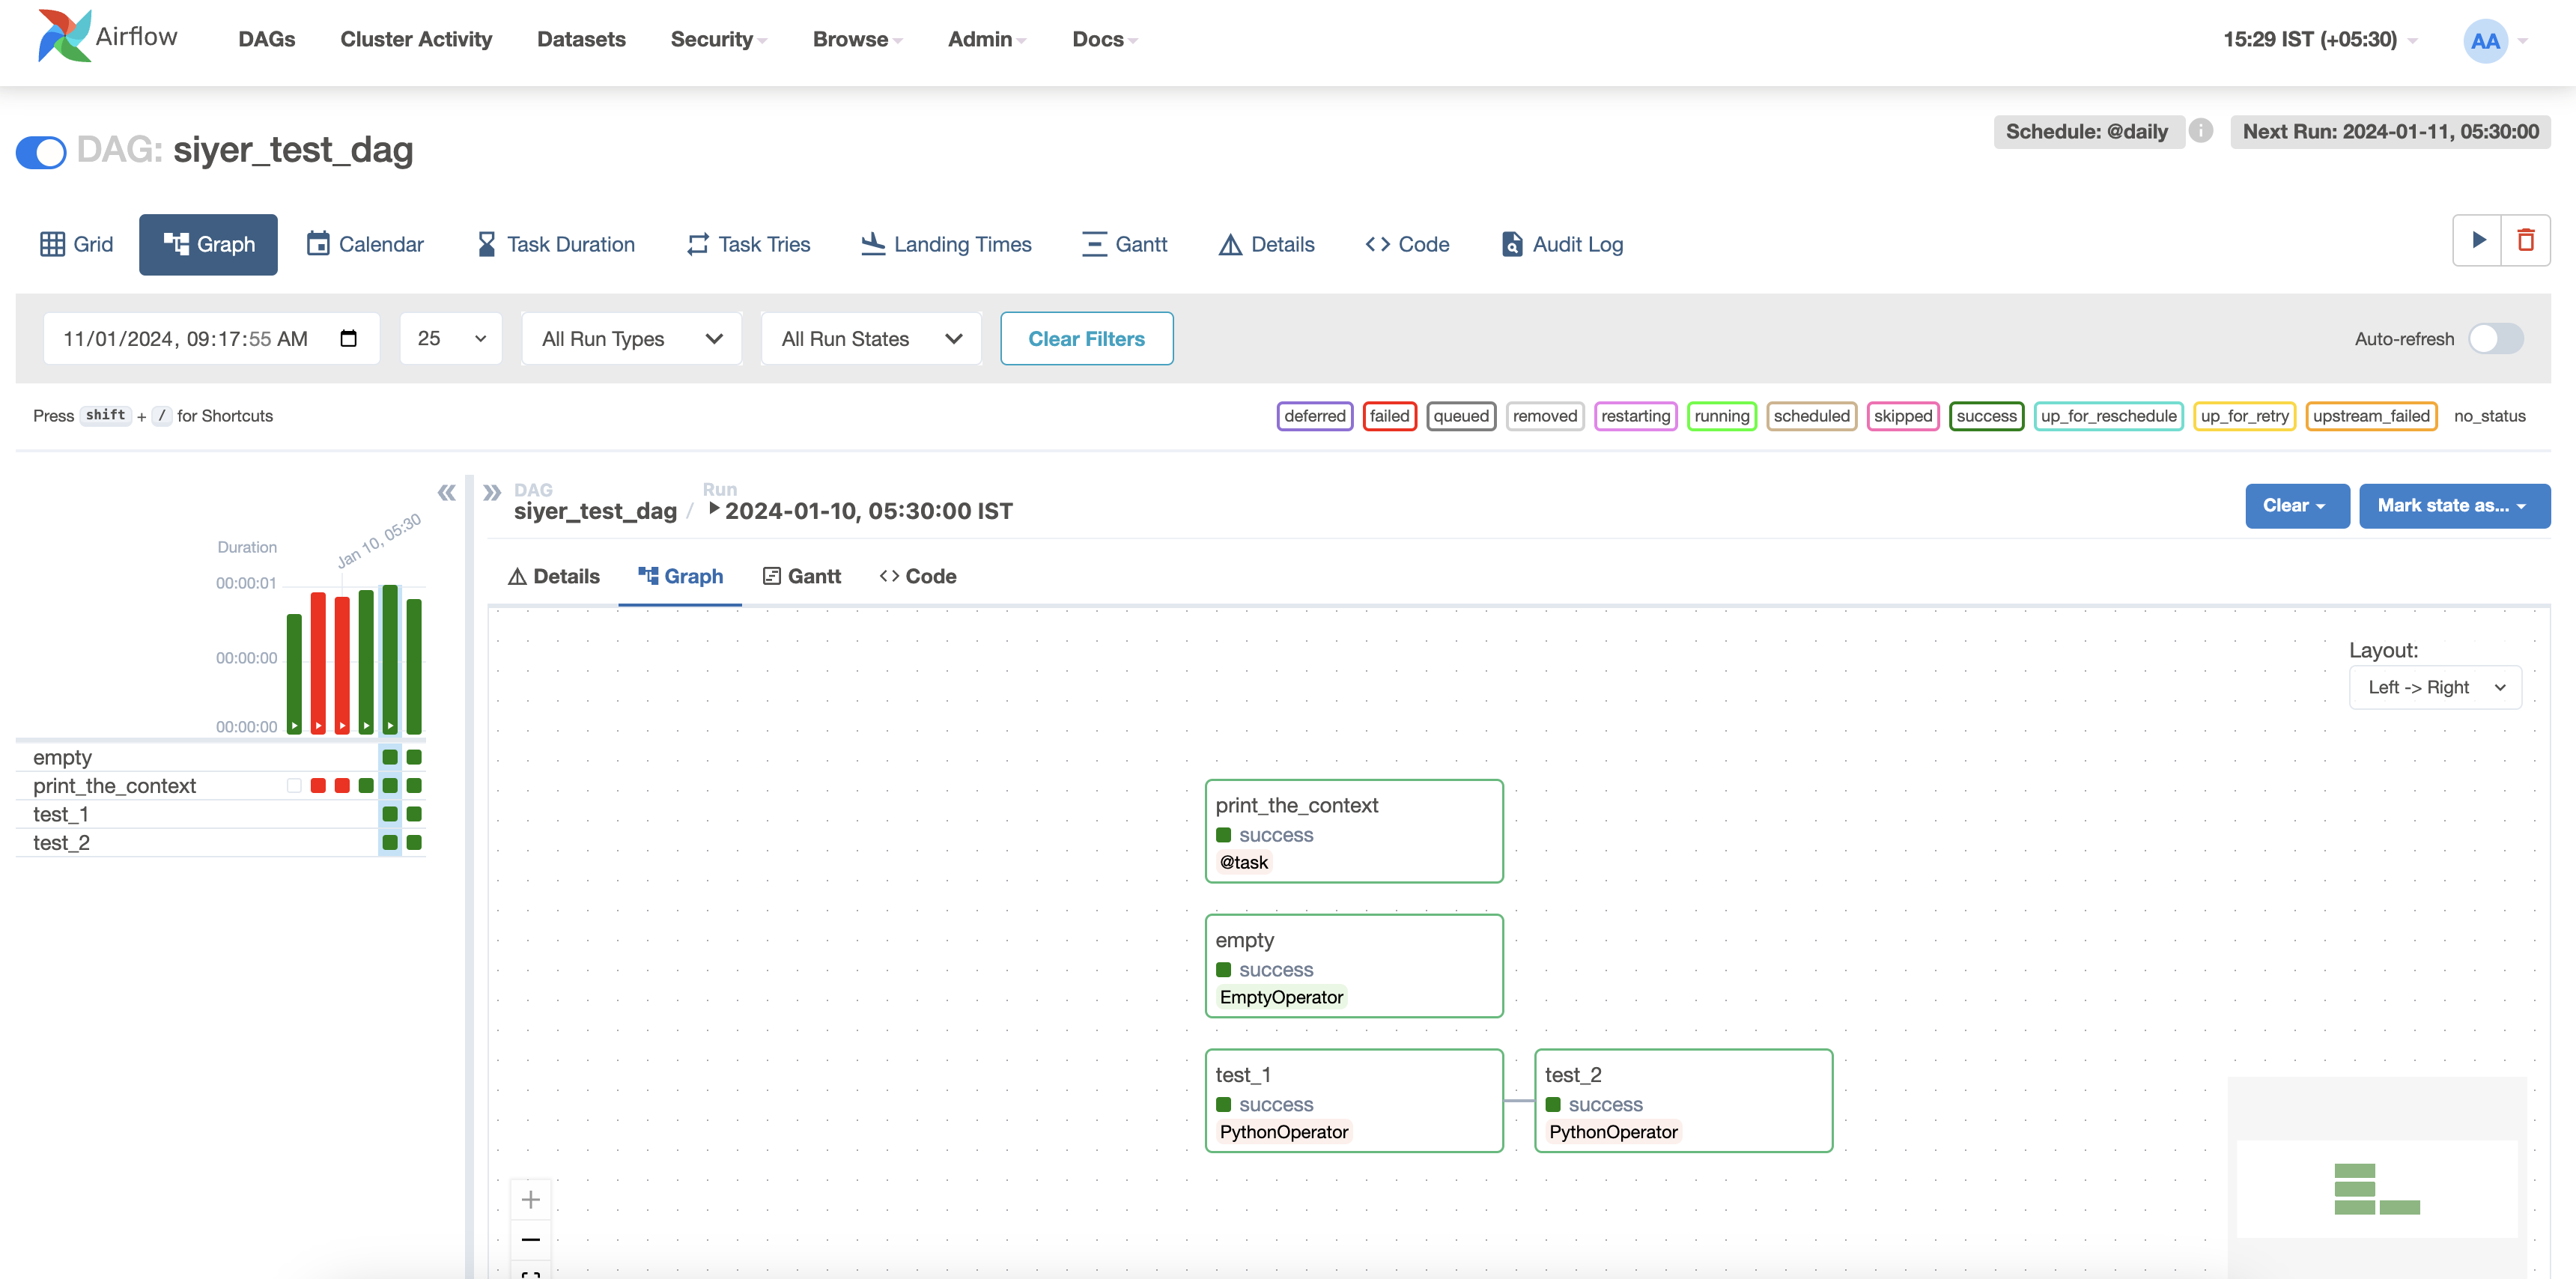 Airflow
DAGs
Cluster Activity
Datasets
Security
Browse
Admin
Docs
15:29 IST (+05:30)
AA
DAG: siyer_test_dag
Schedule: @daily
i
Next Run: 2024-01-11, 05:30:00
Grid
Graph
Calendar
Task Duration
Task Tries
Landing Times
Gantt
Details
Code
Audit Log
11/01/2024, 09:17:55 AM
25
All Run Types
All Run States
Clear Filters
Auto-refresh
Press shift + / for Shortcuts
deferred
failed
queued
removed
restarting
running
scheduled
skipped
success
up_for_reschedule
up_for_retry
upstream_failed
no_status
Duration
Jan 10, 05:30
00:00:01
00:00:00
00:00:00
empty
print_the_context
test_1
test_2
DAG
siyer_test_dag
/
Run
2024-01-10, 05:30:00 IST
Clear
Mark state as...
Details
Graph
Gantt
Code
Layout:
Left -> Right
print_the_context
success
@task
empty
success
EmptyOperator
test_1
success
PythonOperator
test_2
success
PythonOperator